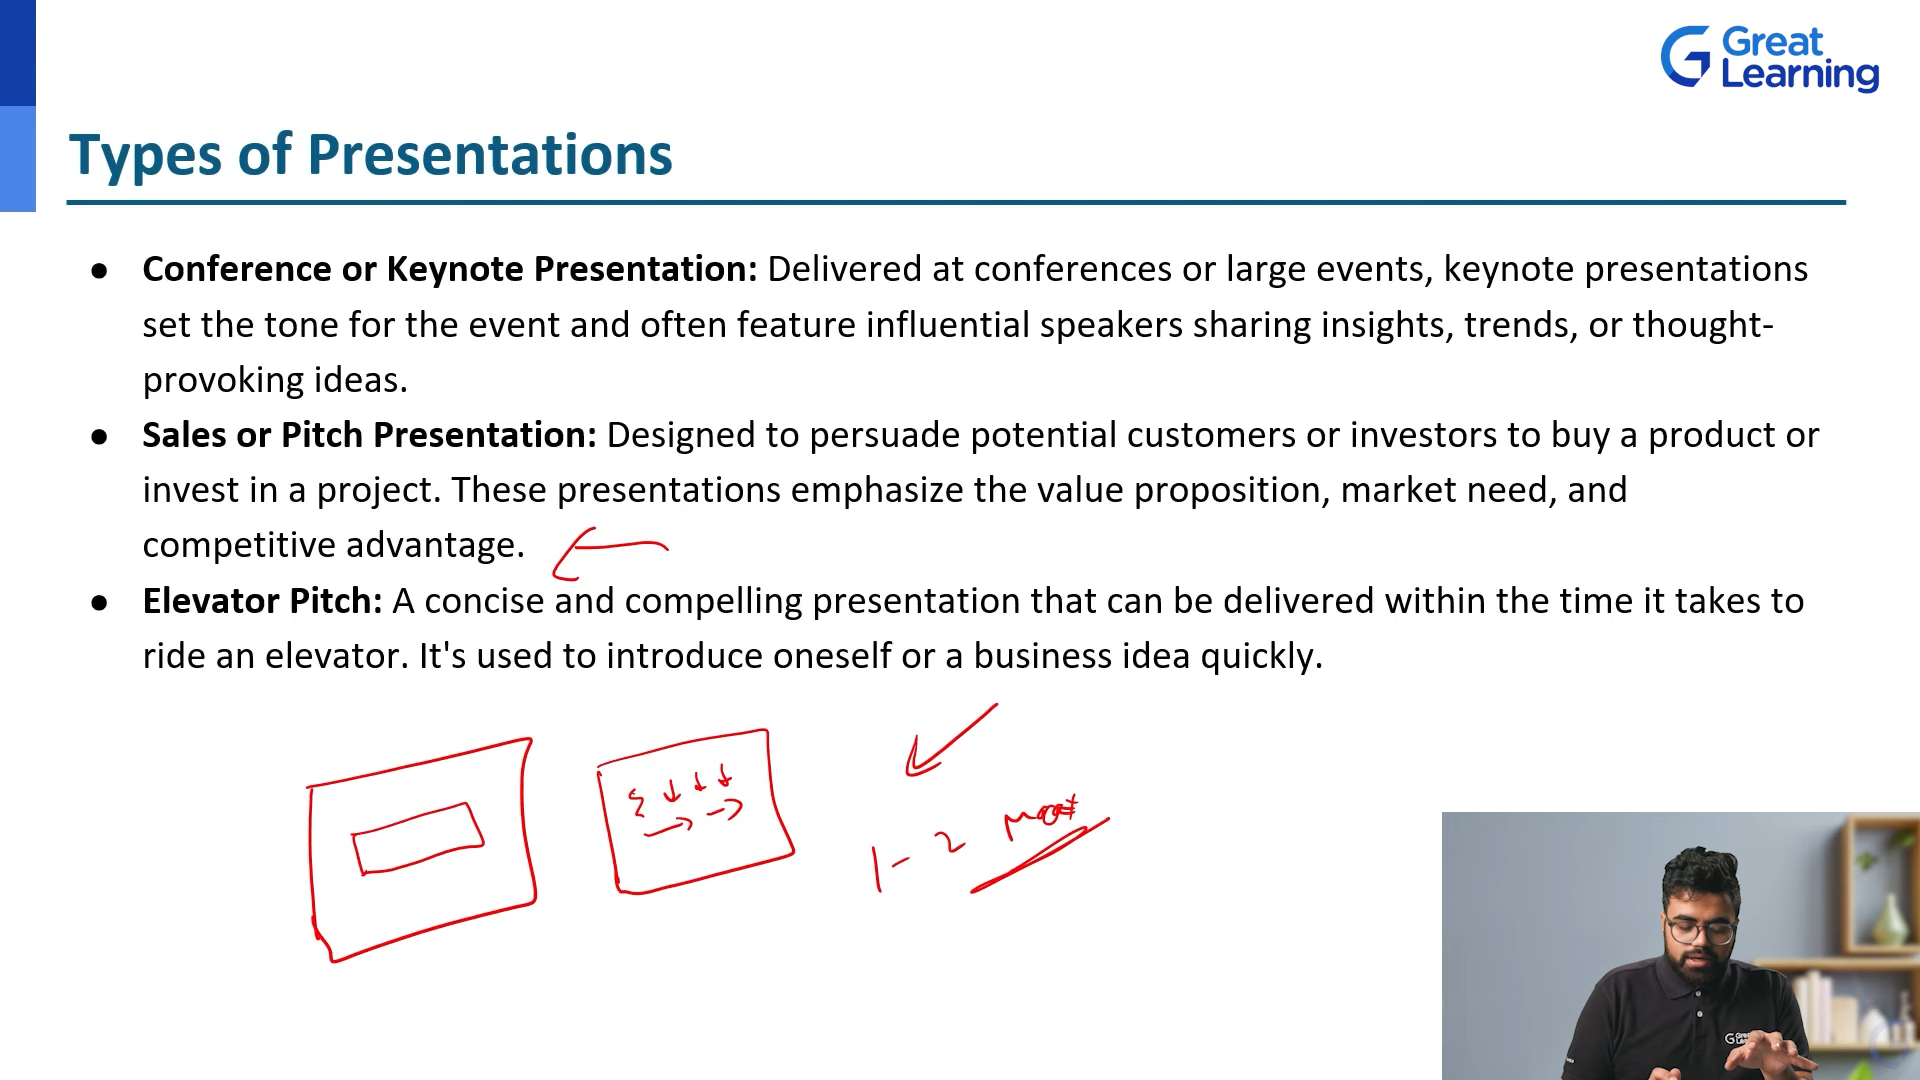 Great
Learning
Types of Presentations
● Conference or Keynote Presentation: Delivered at conferences or large events, keynote presentations
set the tone for the event and often feature influential speakers sharing insights, trends, or thought-
provoking ideas.
● Sales or Pitch Presentation: Designed to persuade potential customers or investors to buy a product or
invest in a project. These presentations emphasize the value proposition, market need, and
competitive advantage.
● Elevator Pitch: A concise and compelling presentation that can be delivered within the time it takes to
ride an elevator. It's used to introduce oneself or a business idea quickly.
1 - 2